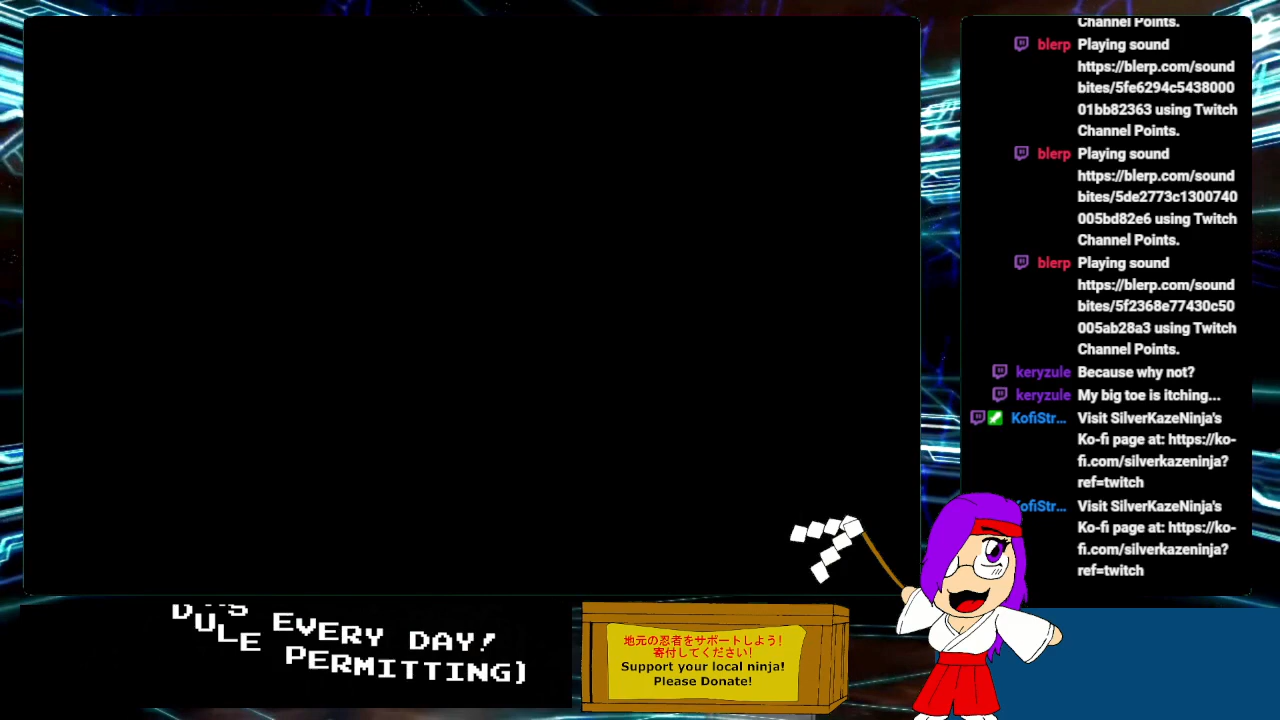 Channel Points.
blerp Playing sound
https://blerp.com/sound
bites/5fe6294c5438000
01bb82363 using Twitch
Channel Points.
blerp Playing sound
https://blerp.com/sound
bites/5de2773c1300740
005bd82e6 using Twitch
Channel Points.
blerp Playing sound
https://blerp.com/sound
bites/5f2368e77430c50
005ab28a3 using Twitch
Channel Points.
keryzule Because why not?
keryzule My big toe is itching...
KofiStr... Visit SilverKazeNinja's
Ko-fi page at: https://ko-
fi.com/silverkazeninja?
ref=twitch
ofiStr... Visit SilverKazeNinja's
Ko-fi page at: https://ko-
fi.com/silverkazeninja?
ref=twitch
EVERY DAY!
DULE PERMITTING)
地元の忍者をサポートしよう!
寄付してください!
Support your local ninja!
Please Donate!